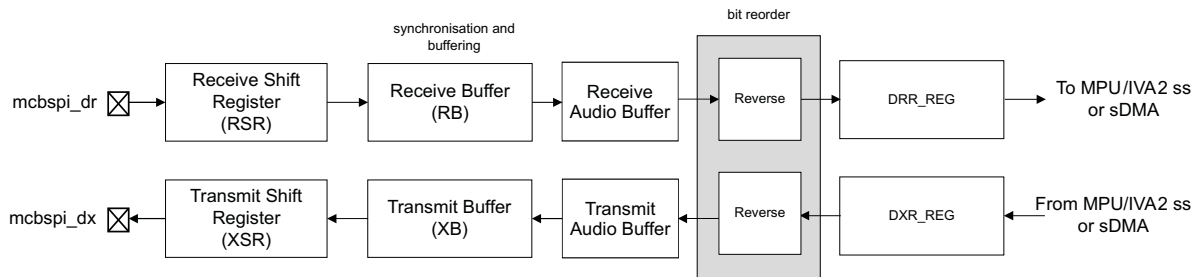 bit reorder
synchronisation and
buffering
mcbspi_dr
Receive Shift
Register
(RSR)
Receive Buffer
(RB)
Receive
Audio Buffer
Reverse
DRR_REG
To MPU/IVA2 ss
or sDMA
mcbspi_dx
Transmit Shift
Register
(XSR)
Transmit Buffer
(XB)
Transmit
Audio Buffer
Reverse
DXR_REG
From MPU/IVA2 ss
or sDMA